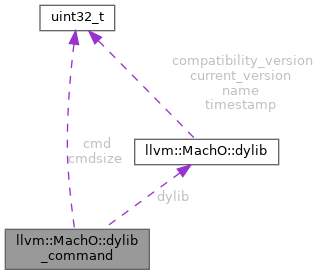 uint32_t
compatibility_version
current_version
name
timestamp
cmd
cmdsize
llvm::MachO::dylib
dylib
llvm::MachO::dylib
_command